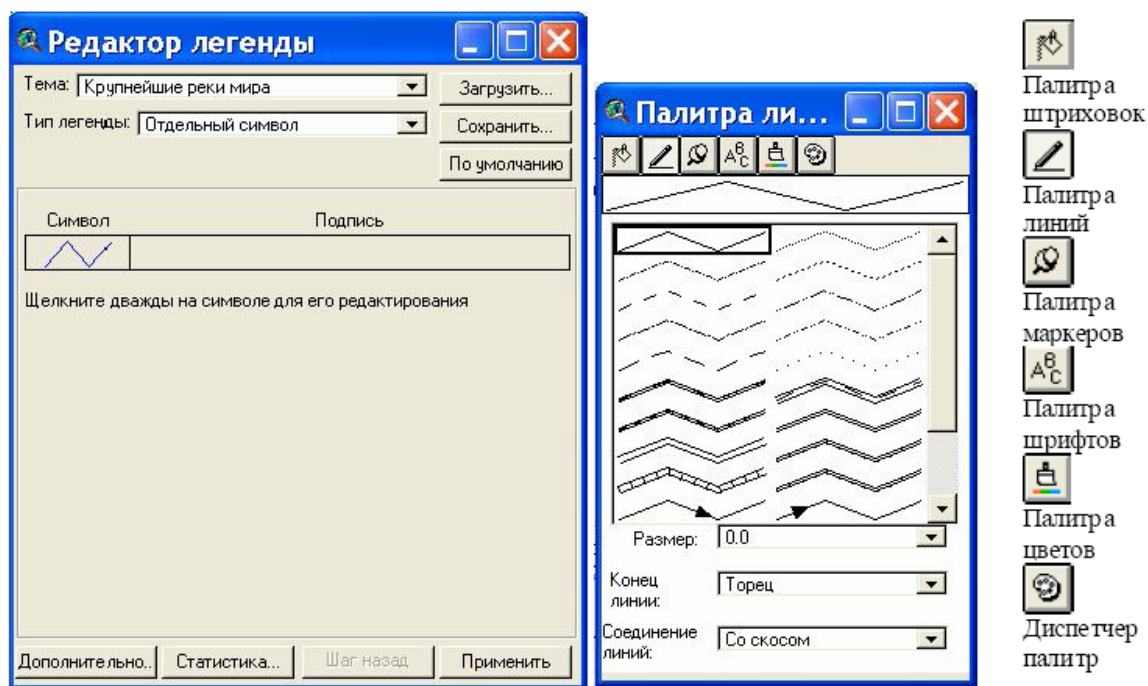 Редактор легенды
Тема: Крупнейшие реки мира
Загрузить...
Тип легенды: Отдельный символ
Сохранить...
По умолчанию
Символ Подпись
Щелкните дважды на символе для его редактирования
Дополнительно.. Статистика... Шаг назад Применить
Палитра ли...
Размер: 0.0
Конец
линии:
Торец
Соединение
линий:
Со скосом
Палитра
штриховок
Палитра
линий
Палитра
маркеров
ABC
Палитра
шрифтов
Палитра
цветов
Диспетчер
палитр